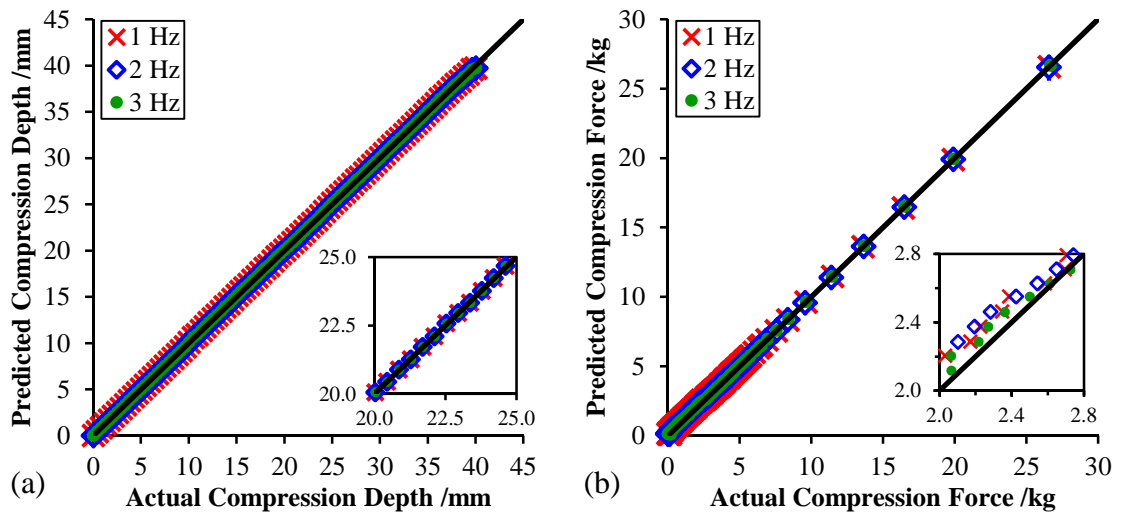 Predicted Compression Depth /mm
45
40
35
30
25
20
15
10
5
0
1 Hz
2 Hz
3 Hz
25.0
22.5
20.0
20.0 22.5 25.0
0 5 10 15 20 25 30 35 40 45
(a) Actual Compression Depth /mm
Predicted Compression Force /kg
30
25
20
15
10
5
0
1 Hz
2 Hz
3 Hz
2.8
2.6
2.4
2.2
2.0
2.0 2.4 2.8
0 5 10 15 20 25 30
(b) Actual Compression Force /kg